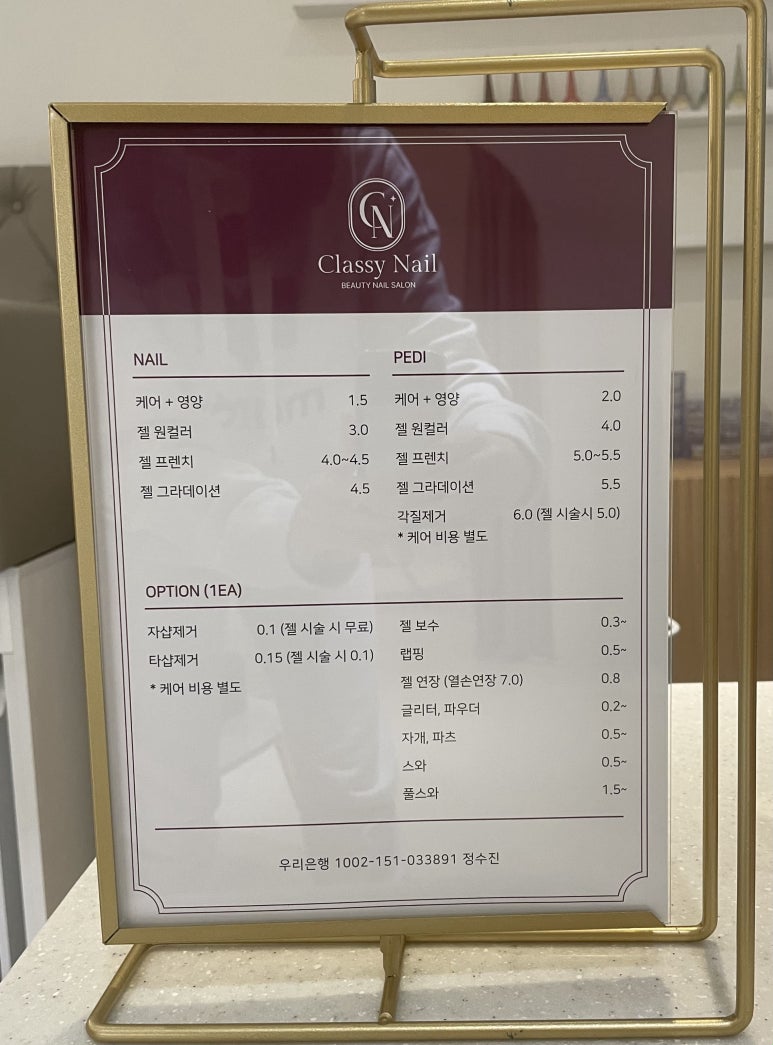 CN
Classy Nail
BEAUTY NAIL SALON
NAIL
케어 + 영양 1.5
젤 원컬러 3.0
젤 프렌치 4.0~4.5
젤 그라데이션 4.5
PEDI
케어 + 영양 2.0
젤 원컬러 4.0
젤 프렌치 5.0~5.5
젤 그라데이션 5.5
각질제거 6.0 (젤 시술시 5.0)
* 케어 비용 별도
OPTION (1EA)
자샵제거 0.1 (젤 시술 시 무료)
타샵제거 0.15 (젤 시술 시 0.1)
* 케어 비용 별도
젤 보수 0.3~
랩핑 0.5~
젤 연장 (열손연장 7.0) 0.8
글리터, 파우더 0.2~
자개, 파츠 0.5~
스와 0.5~
풀스와 1.5~
우리은행 1002-151-033891 정수진